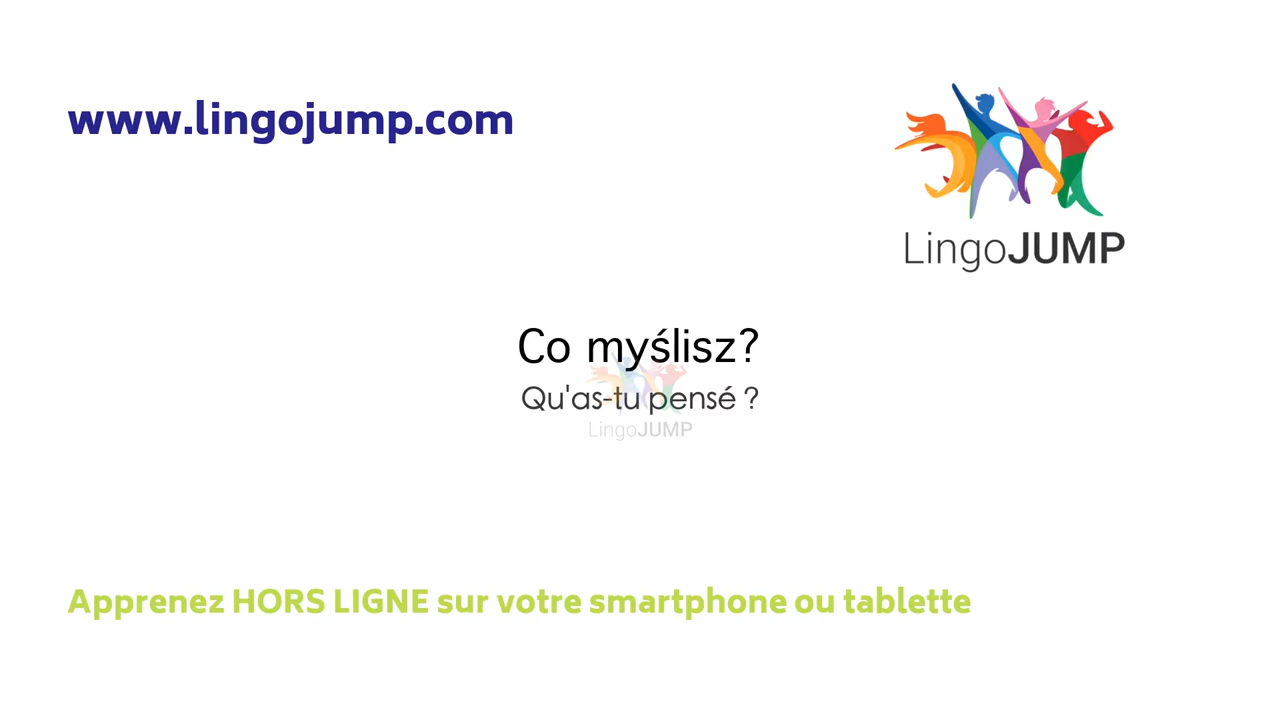 www.lingojump.com
LingoJUMP
Co myślisz?
Qu'as-tu pensé ?
LingoJUMP
Apprenez HORS LIGNE sur votre smartphone ou tablette